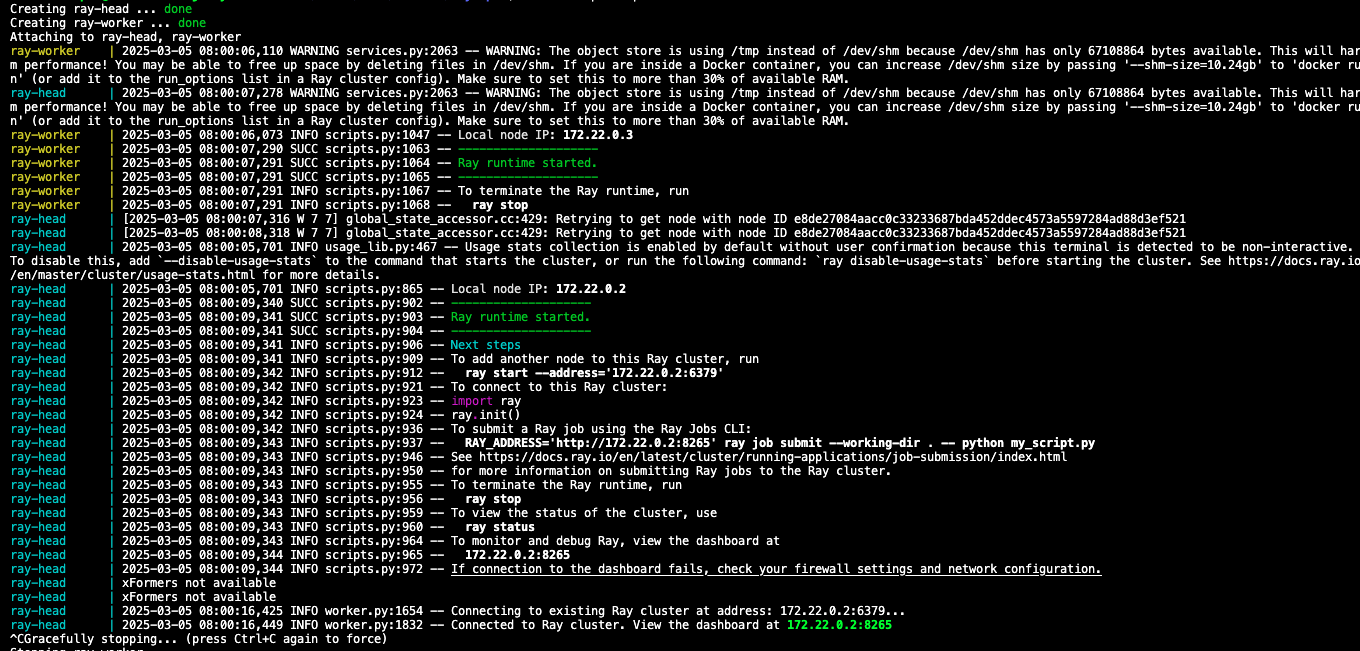 Creating ray-head ... done
Creating ray-worker ... done
Attaching to ray-head, ray-worker
ray-worker    | 2025-03-05 08:00:06,110 WARNING services.py:2063 -- WARNING: The object store is using /tmp instead of /dev/shm because /dev/shm has only 67108864 bytes available. This will har
m performance! You may be able to free up space by deleting files in /dev/shm. If you are inside a Docker container, you can increase /dev/shm size by passing '--shm-size=10.24gb' to 'docker ru
n' (or add it to the run_options list in a Ray cluster config). Make sure to set this to more than 30% of available RAM.
ray-head      | 2025-03-05 08:00:07,278 WARNING services.py:2063 -- WARNING: The object store is using /tmp instead of /dev/shm because /dev/shm has only 67108864 bytes available. This will har
m performance! You may be able to free up space by deleting files in /dev/shm. If you are inside a Docker container, you can increase /dev/shm size by passing '--shm-size=10.24gb' to 'docker ru
n' (or add it to the run_options list in a Ray cluster config). Make sure to set this to more than 30% of available RAM.
ray-worker    | 2025-03-05 08:00:06,073 INFO scripts.py:1047 -- Local node IP: 172.22.0.3
ray-worker    | 2025-03-05 08:00:07,290 SUCC scripts.py:1063 -- --------------------
ray-worker    | 2025-03-05 08:00:07,291 SUCC scripts.py:1064 -- Ray runtime started.
ray-worker    | 2025-03-05 08:00:07,291 SUCC scripts.py:1065 -- --------------------
ray-worker    | 2025-03-05 08:00:07,291 INFO scripts.py:1067 -- To terminate the Ray runtime, run
ray-worker    | 2025-03-05 08:00:07,291 INFO scripts.py:1068 --   ray stop
ray-head      | [2025-03-05 08:00:07,316 W 7 7] global_state_accessor.cc:429: Retrying to get node with node ID e8de27084aacc0c33233687bda452ddec4573a5597284ad88d3ef521
ray-head      | [2025-03-05 08:00:08,318 W 7 7] global_state_accessor.cc:429: Retrying to get node with node ID e8de27084aacc0c33233687bda452ddec4573a5597284ad88d3ef521
ray-head      | 2025-03-05 08:00:05,701 INFO usage_lib.py:467 -- Usage stats collection is enabled by default without user confirmation because this terminal is detected to be non-interactive.
To disable this, add `--disable-usage-stats` to the command that starts the cluster, or run the following command: `ray disable-usage-stats` before starting the cluster. See https://docs.ray.io
/en/master/cluster/usage-stats.html for more details.
ray-head      | 2025-03-05 08:00:05,701 INFO scripts.py:865 -- Local node IP: 172.22.0.2
ray-head      | 2025-03-05 08:00:09,340 SUCC scripts.py:902 -- --------------------
ray-head      | 2025-03-05 08:00:09,341 SUCC scripts.py:903 -- Ray runtime started.
ray-head      | 2025-03-05 08:00:09,341 SUCC scripts.py:904 -- --------------------
ray-head      | 2025-03-05 08:00:09,341 INFO scripts.py:906 -- Next steps
ray-head      | 2025-03-05 08:00:09,341 INFO scripts.py:909 -- To add another node to this Ray cluster, run
ray-head      | 2025-03-05 08:00:09,342 INFO scripts.py:912 --   ray start --address='172.22.0.2:6379'
ray-head      | 2025-03-05 08:00:09,342 INFO scripts.py:921 -- To connect to this Ray cluster:
ray-head      | 2025-03-05 08:00:09,342 INFO scripts.py:923 -- import ray
ray-head      | 2025-03-05 08:00:09,342 INFO scripts.py:924 -- ray.init()
ray-head      | 2025-03-05 08:00:09,342 INFO scripts.py:936 -- To submit a Ray job using the Ray Jobs CLI:
ray-head      | 2025-03-05 08:00:09,343 INFO scripts.py:937 --   RAY_ADDRESS='http://172.22.0.2:8265' ray job submit --working-dir . -- python my_script.py
ray-head      | 2025-03-05 08:00:09,343 INFO scripts.py:946 -- See https://docs.ray.io/en/latest/cluster/running-applications/job-submission/index.html
ray-head      | 2025-03-05 08:00:09,343 INFO scripts.py:950 -- for more information on submitting Ray jobs to the Ray cluster.
ray-head      | 2025-03-05 08:00:09,343 INFO scripts.py:955 -- To terminate the Ray runtime, run
ray-head      | 2025-03-05 08:00:09,343 INFO scripts.py:956 --   ray stop
ray-head      | 2025-03-05 08:00:09,343 INFO scripts.py:959 -- To view the status of the cluster, use
ray-head      | 2025-03-05 08:00:09,343 INFO scripts.py:960 --   ray status
ray-head      | 2025-03-05 08:00:09,343 INFO scripts.py:964 -- To monitor and debug Ray, view the dashboard at
ray-head      | 2025-03-05 08:00:09,344 INFO scripts.py:965 --   172.22.0.2:8265
ray-head      | 2025-03-05 08:00:09,344 INFO scripts.py:972 -- If connection to the dashboard fails, check your firewall settings and network configuration.
ray-head      | xFormers not available
ray-head      | xFormers not available
ray-head      | 2025-03-05 08:00:16,425 INFO worker.py:1654 -- Connecting to existing Ray cluster at address: 172.22.0.2:6379...
ray-head      | 2025-03-05 08:00:16,449 INFO worker.py:1832 -- Connected to Ray cluster. View the dashboard at 172.22.0.2:8265
^CGracefully stopping... (press Ctrl+C again to force)